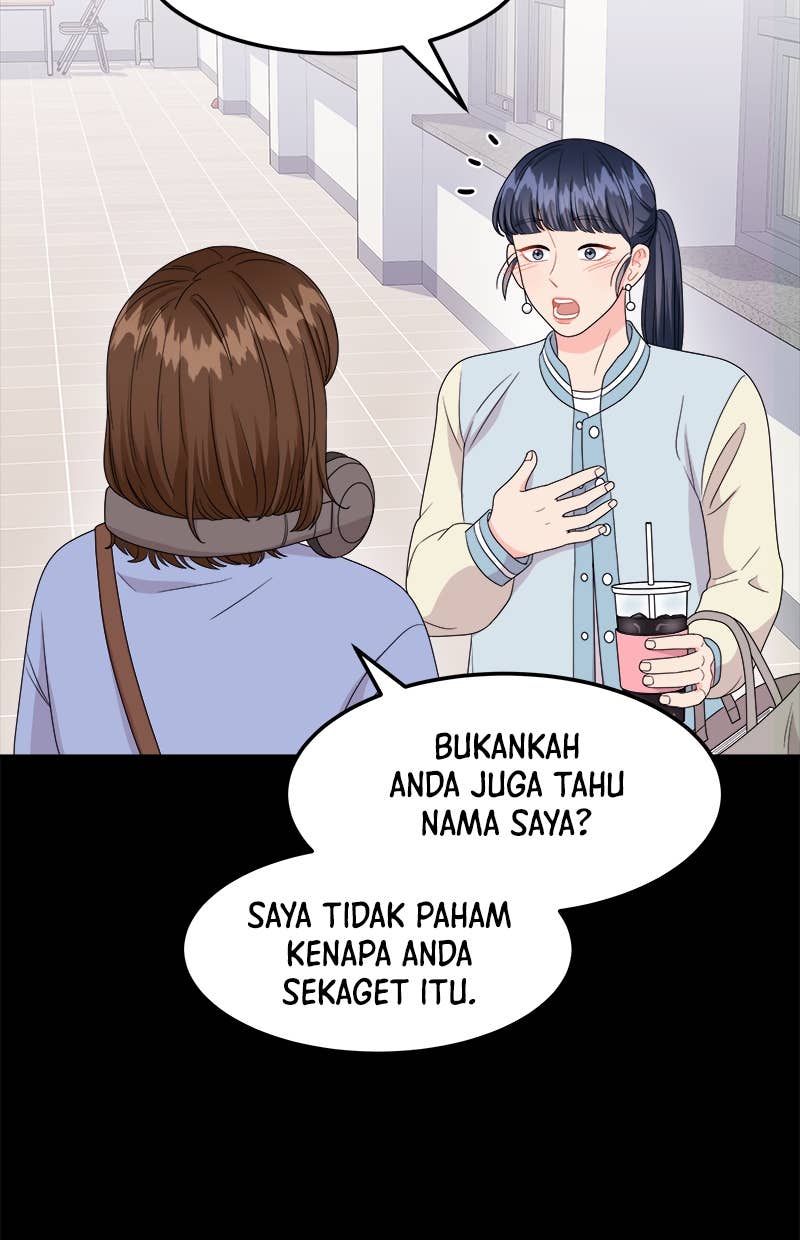 BUKANKAH
ANDA JUGA TAHU
NAMA SAYA?
SAYA TIDAK PAHAM
KENAPA ANDA
SEKAGET ITU.